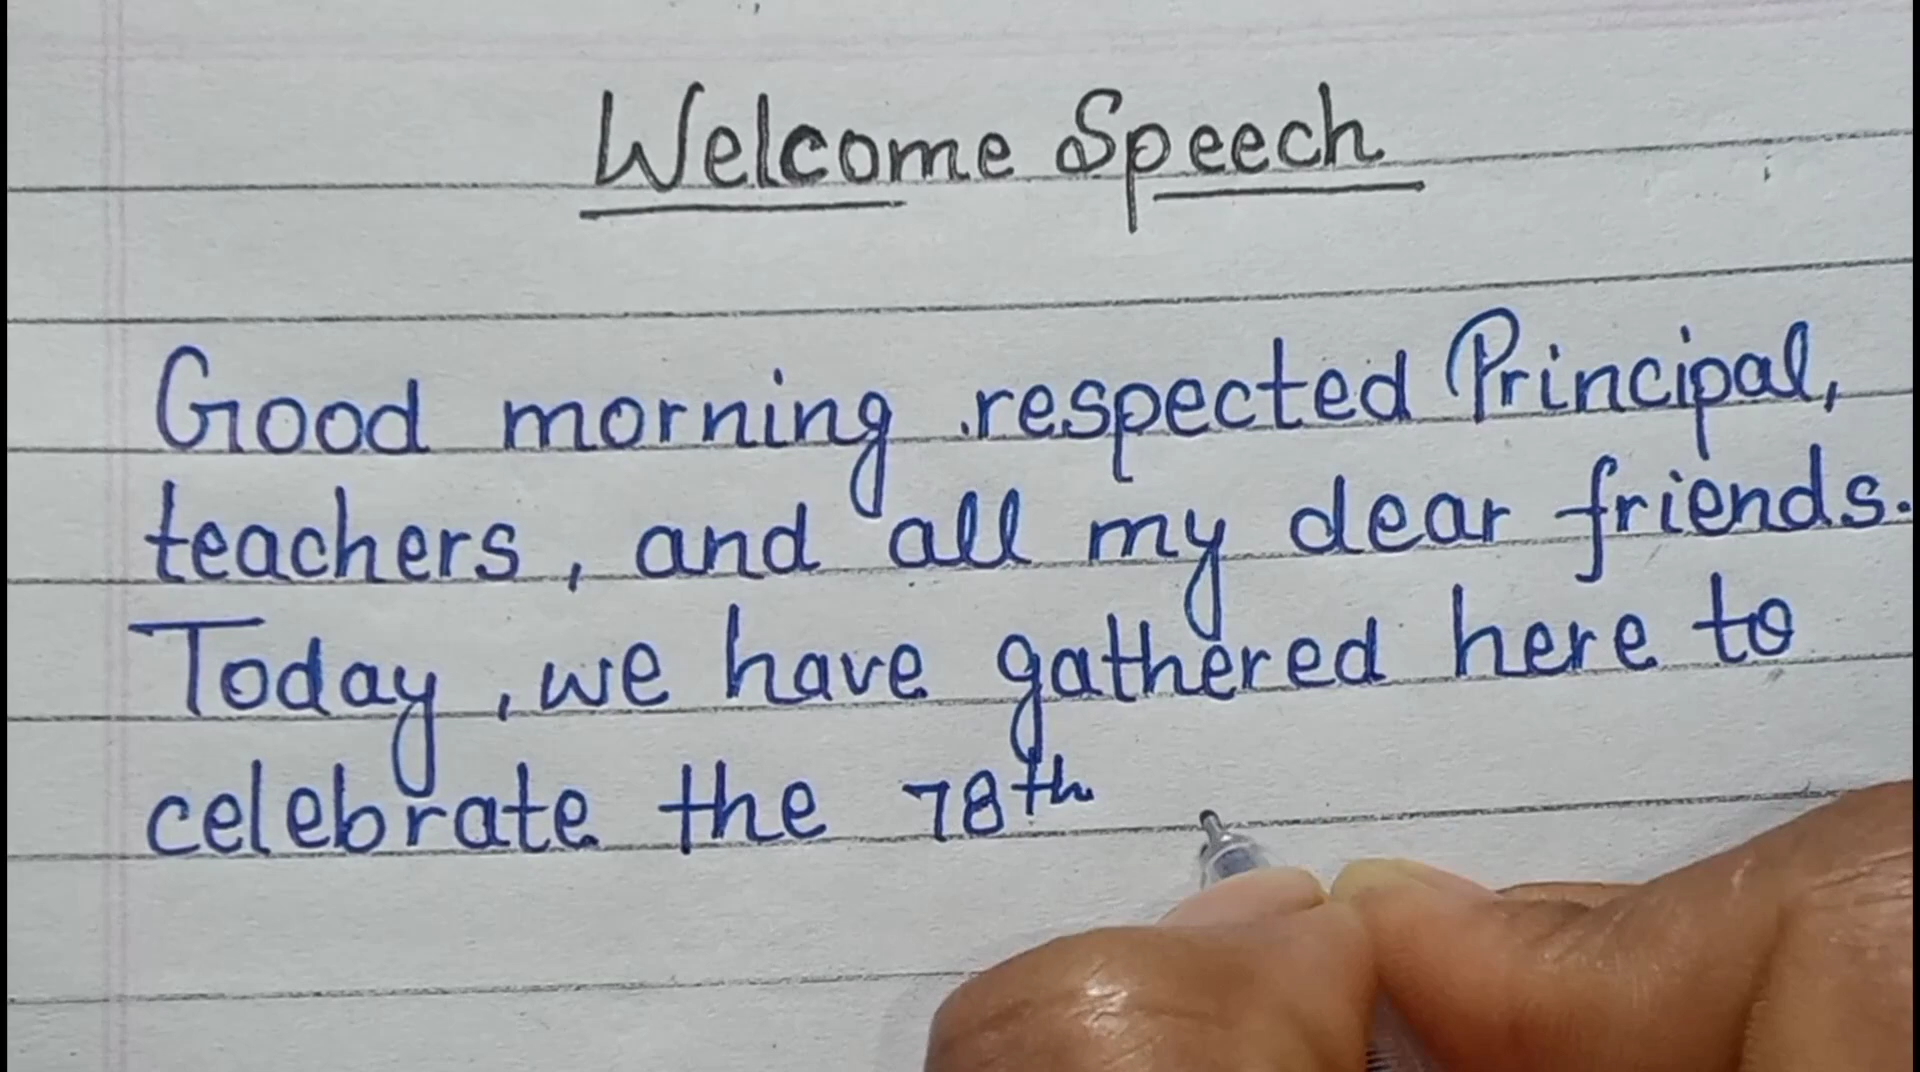 Welcome Speech
Good morning respected Principal,
teachers, and all my dear friends.
Today, we have gathered here to
celebrate the 78th